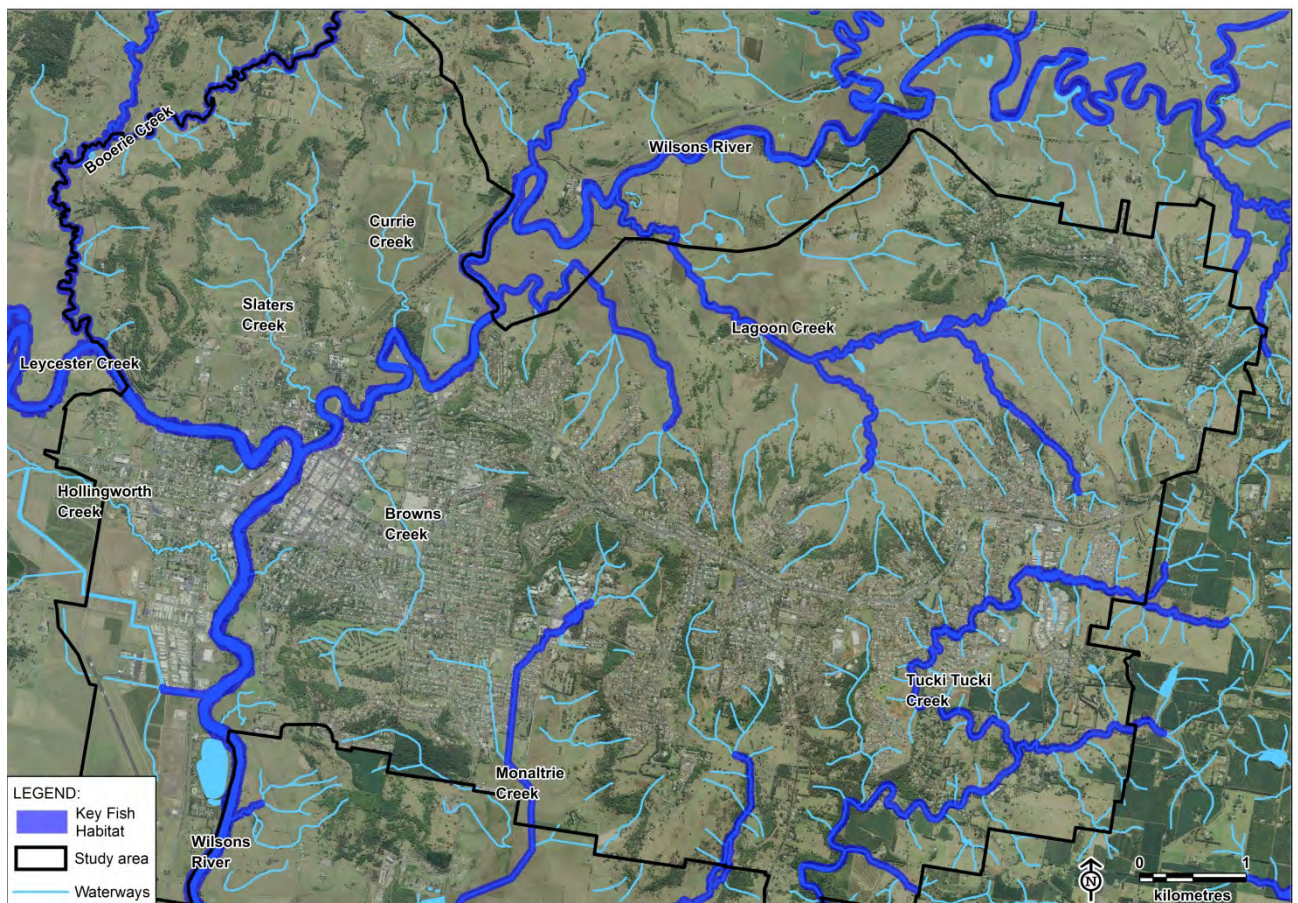 Booerie Creek
Wilsons River
Currie
Creek
Slaters
Creek
Lagoon Creek
Leycester Creek
Hollingworth
Creek
Browns
Creek
Tucki Tucki
Creek
Monaltrie
Creek
Wilsons
River
LEGEND:
Key Fish
Habitat
Study area
Waterways
N
0 1
kilometres